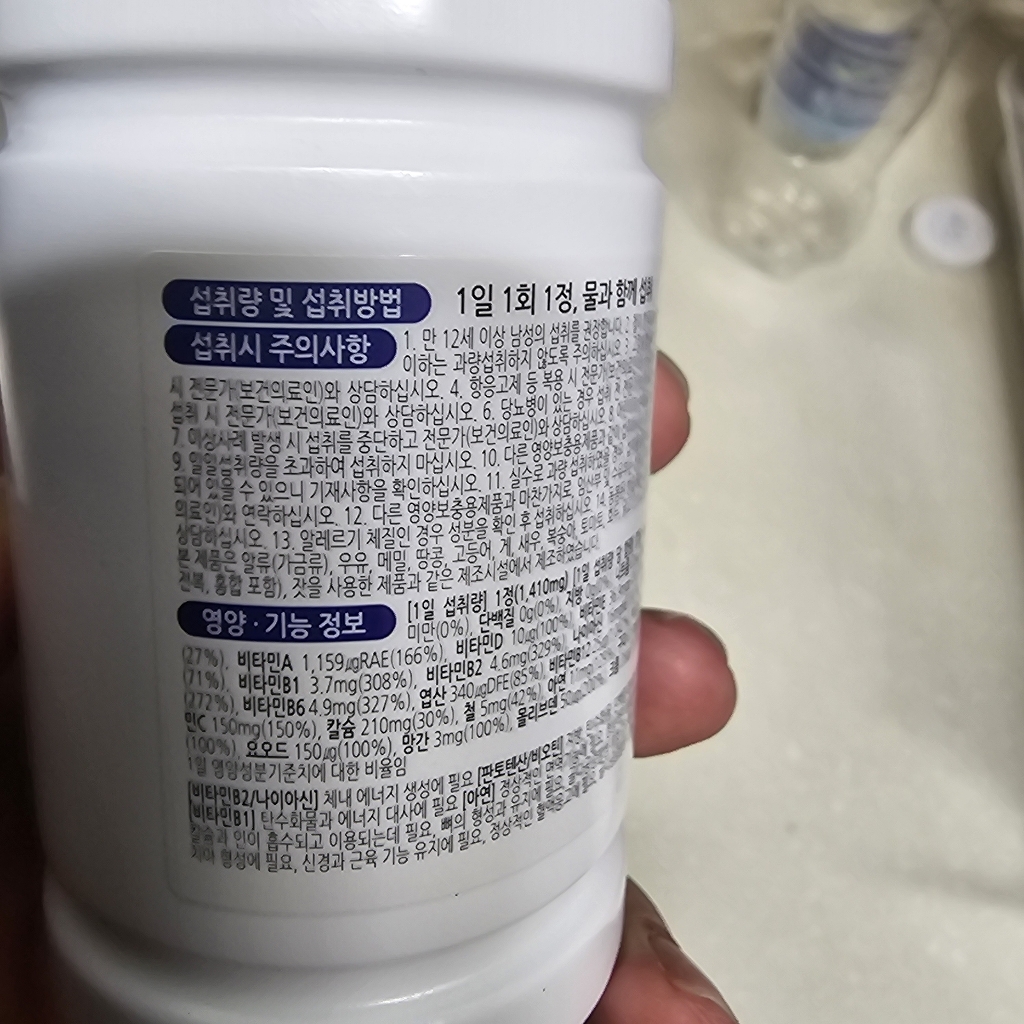 섭취량 및 섭취방법 1일 1회 1정, 물과 함께
섭취시 주의사항 1. 만 12세 이상 남성의 섭취를 권장합니다. 2.
이하는 과량섭취하지 않도록 주의하십시오. 3.
시 전문가(보건의료인)와 상담하십시오. 4. 항응고제 등 복용 시
섭취 시 전문가(보건의료인)와 상담하십시오. 6. 당뇨병이 있는 경우 섭취
7. 이상사례 발생 시 섭취를 중단하고 전문가(보건의료인)와 상담하십시오
9. 일일섭취량을 초과하여 섭취하지 마십시오. 10. 다른 영양보충용제품과
되어 있을 수 있으니 기재사항을 확인하십시오. 11. 실수로 과량 섭취하였을
의료인)와 연락하십시오. 12. 다른 영양보충용제품과 마찬가지로, 임산부 및
상담하십시오. 13. 알레르기 체질인 경우 성분을 확인 후 섭취하십시오. 14.
본 제품은 알류(가금류), 우유, 메밀, 땅콩, 고등어, 게, 새우, 복숭아, 토마토,
전복, 홍합 포함), 잣을 사용한 제품과 같은 제조시설에서 제조하였습니다.
영양·기능 정보 [1일 섭취량] 1정(1,410mg)
미만(0%), 단백질 0g(0%), 지방
(27%), 비타민A 1,159㎍RAE(166%), 비타민D 10㎍(100%),
(71%), 비타민B1 3.7mg(308%), 비타민B2 4.6mg(329%),
(272%), 비타민B6 4.9mg(327%), 엽산 340㎍DFE(85%), 비타민B12
민C 150mg(150%), 칼슘 210mg(30%), 철 5mg(42%), 아연
(100%), 요오드 150㎍(100%), 망간 3mg(100%), 몰리브덴
1일 영양성분기준치에 대한 비율임
[비타민B2/나이아신] 체내 에너지 생성에 필요 [판토텐산/비오틴]
[비타민B1] 탄수화물과 에너지 대사에 필요 [아연] 정상적인 면역
칼슘과 인이 흡수되고 이용되는데 필요, 뼈의 형성과 유지에 필요
치아 형성에 필요, 신경과 근육 기능 유지에 필요, 정상적인